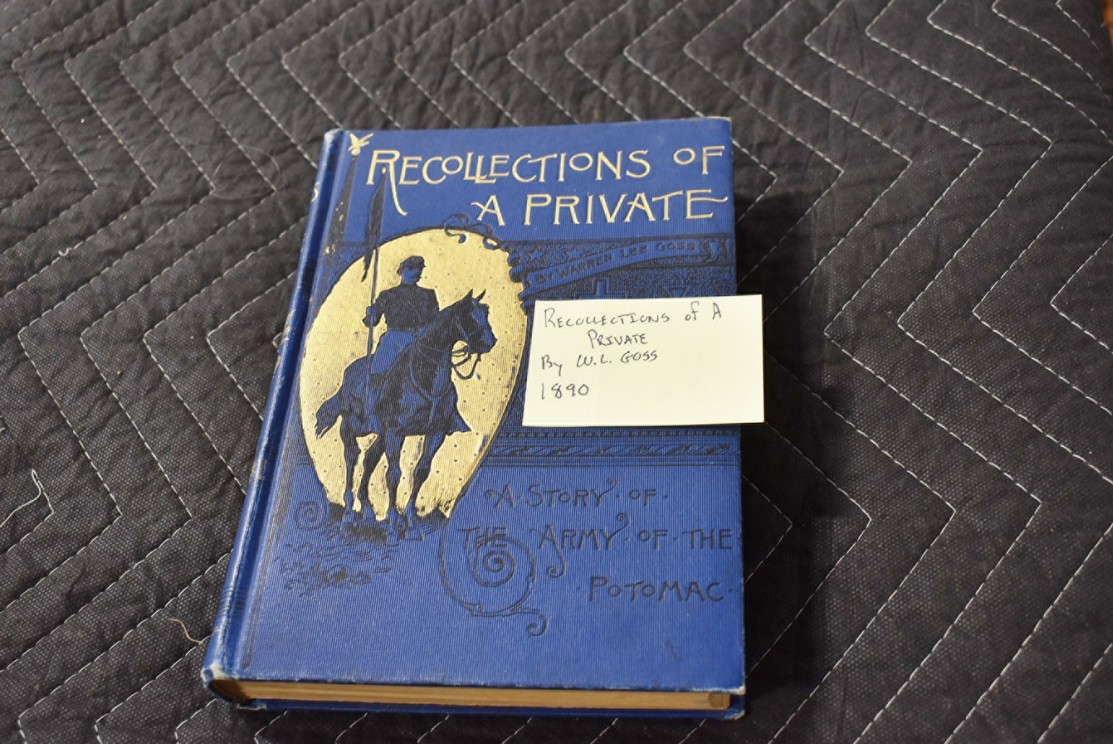 RECOLLECTIONS OF
A PRIVATE
BY WARREN LEE GOSS
RECOLLECTIONS OF A
PRIVATE
By W.L. GOSS
1890
·A·STORY·OF·
THE·ARMY·OF·THE·
·POTOMAC·